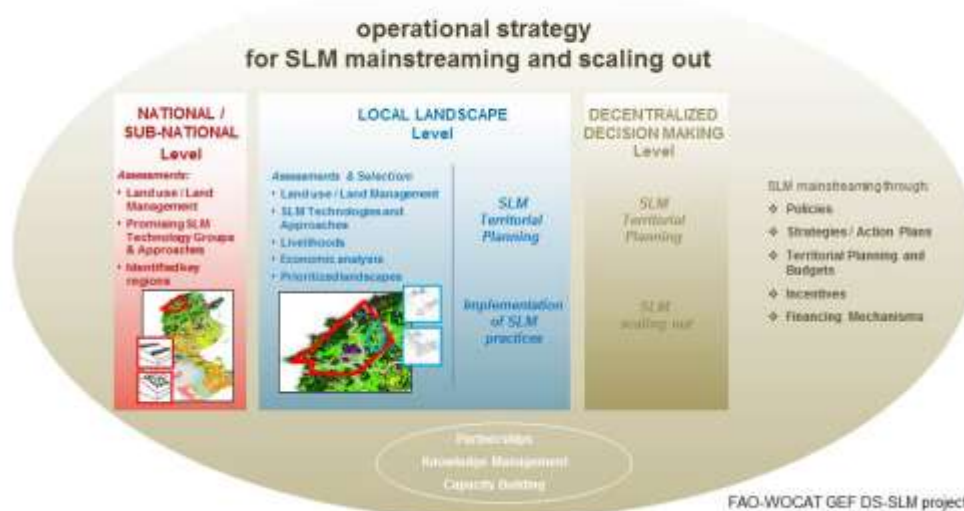 operational strategy
for SLM mainstreaming and scaling out
NATIONAL /
SUB-NATIONAL
Level
Assessments:
• Land use / Land
Management
• Promising SLM
Technology Groups
& Approaches
• Identified key
regions
LOCAL LANDSCAPE
Level
Assessments & Selection:
• Land use / Land Management
• SLM Technologies and
Approaches
• Livelihoods
• Economic analysis
• Prioritized landscapes
SLM
Territorial
Planning
Implementation
of SLM
practices
DECENTRALIZED
DECISION MAKING
Level
SLM
Territorial
Planning
SLM
scaling out
SLM mainstreaming through:
❖ Policies
❖ Strategies / Action Plans
❖ Territorial Planning and
Budgets
❖ Incentives
❖ Financing Mechanisms
Partnerships
Knowledge Management
Capacity Building
FAO-WOCAT GEF DS-SLM project